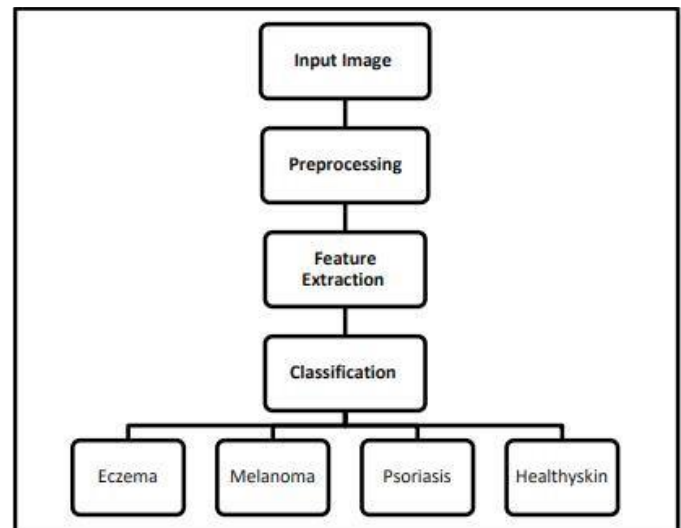 Input Image
Preprocessing
Feature
Extraction
Classification
Eczema
Melanoma
Psoriasis
Healthyskin